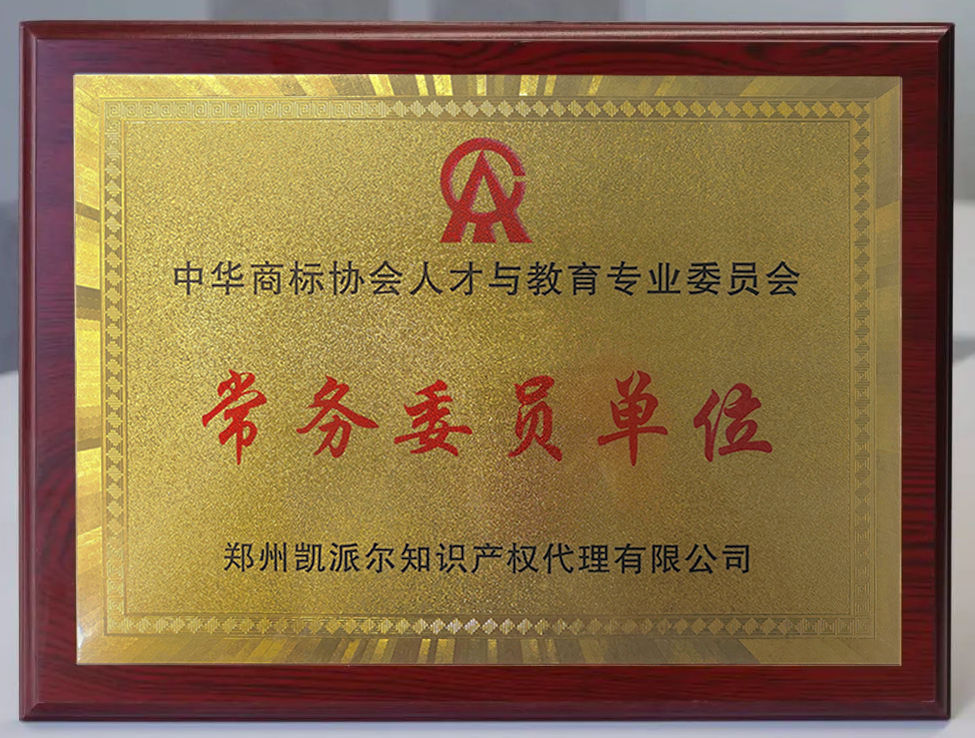 中华商标协会人才与教育专业委员会
常务委员单位
郑州凯派尔知识产权代理有限公司